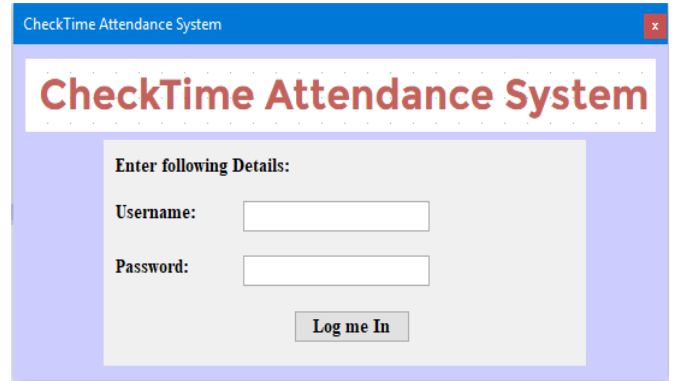 CheckTime Attendance System
x
CheckTime Attendance System
Enter following Details:
Username:
Password:
Log me In